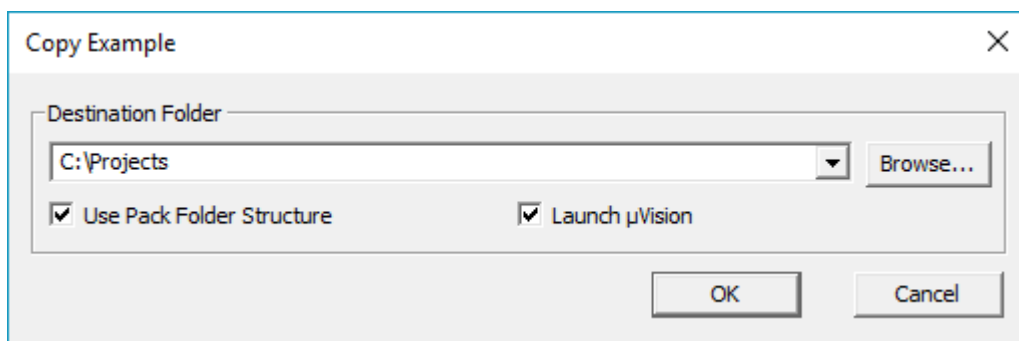 Copy Example
Destination Folder
C:\Projects
Browse...
Use Pack Folder Structure
Launch µVision
OK
Cancel